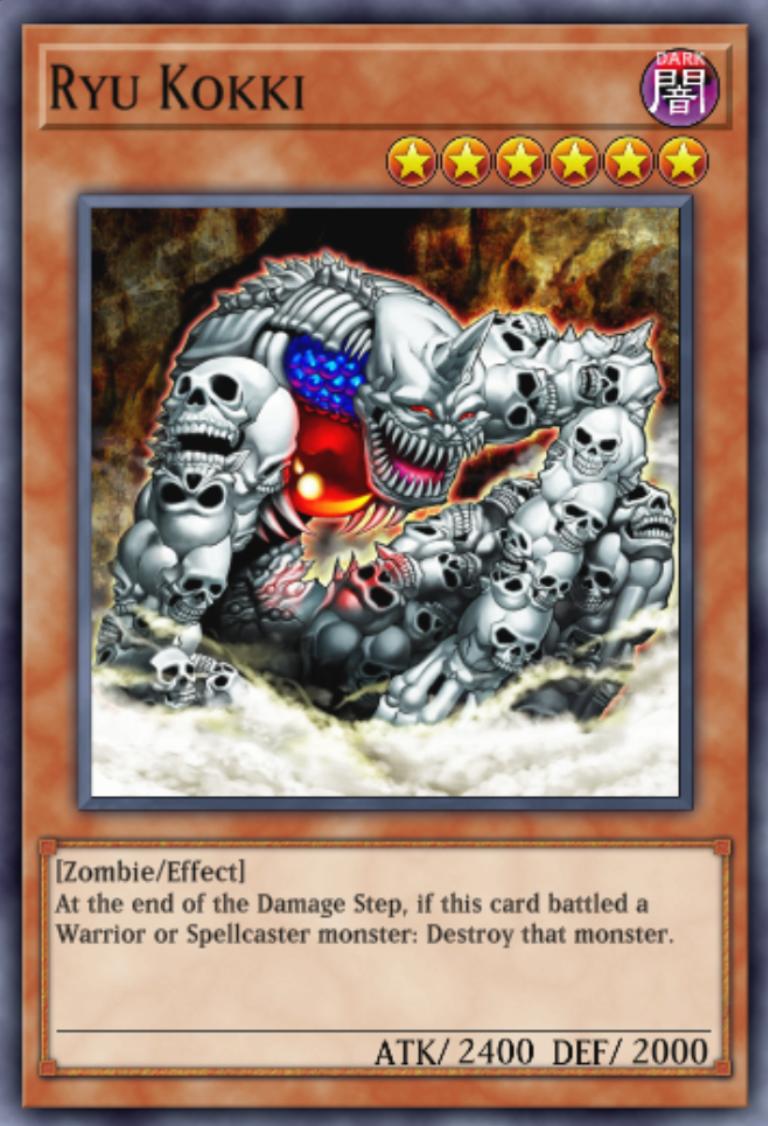 Ryu Kokki
DARK
闇
[Zombie/Effect]
At the end of the Damage Step, if this card battled a
Warrior or Spellcaster monster: Destroy that monster.
ATK/ 2400 DEF/ 2000